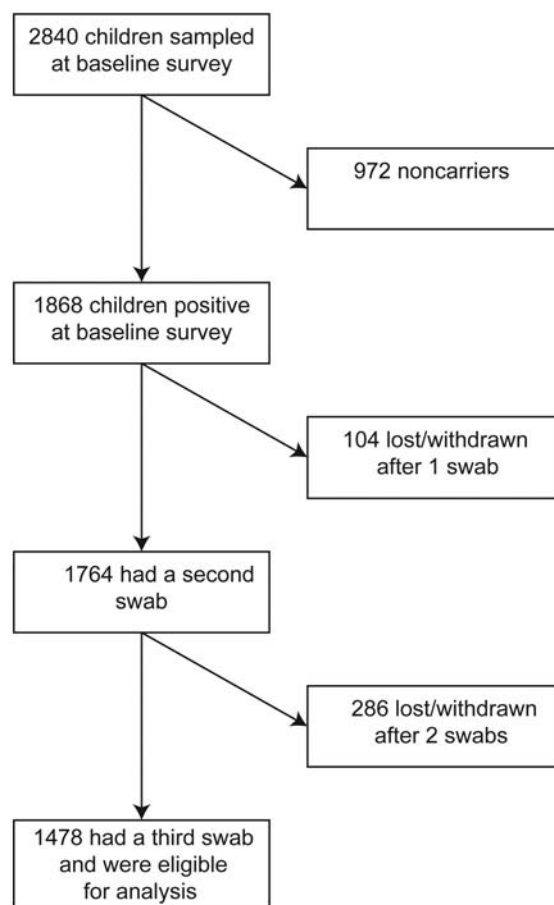 2840 children sampled
at baseline survey
972 noncarriers
1868 children positive
at baseline survey
104 lost/withdrawn
after 1 swab
1764 had a second
swab
286 lost/withdrawn
after 2 swabs
1478 had a third swab
and were eligible
for analysis